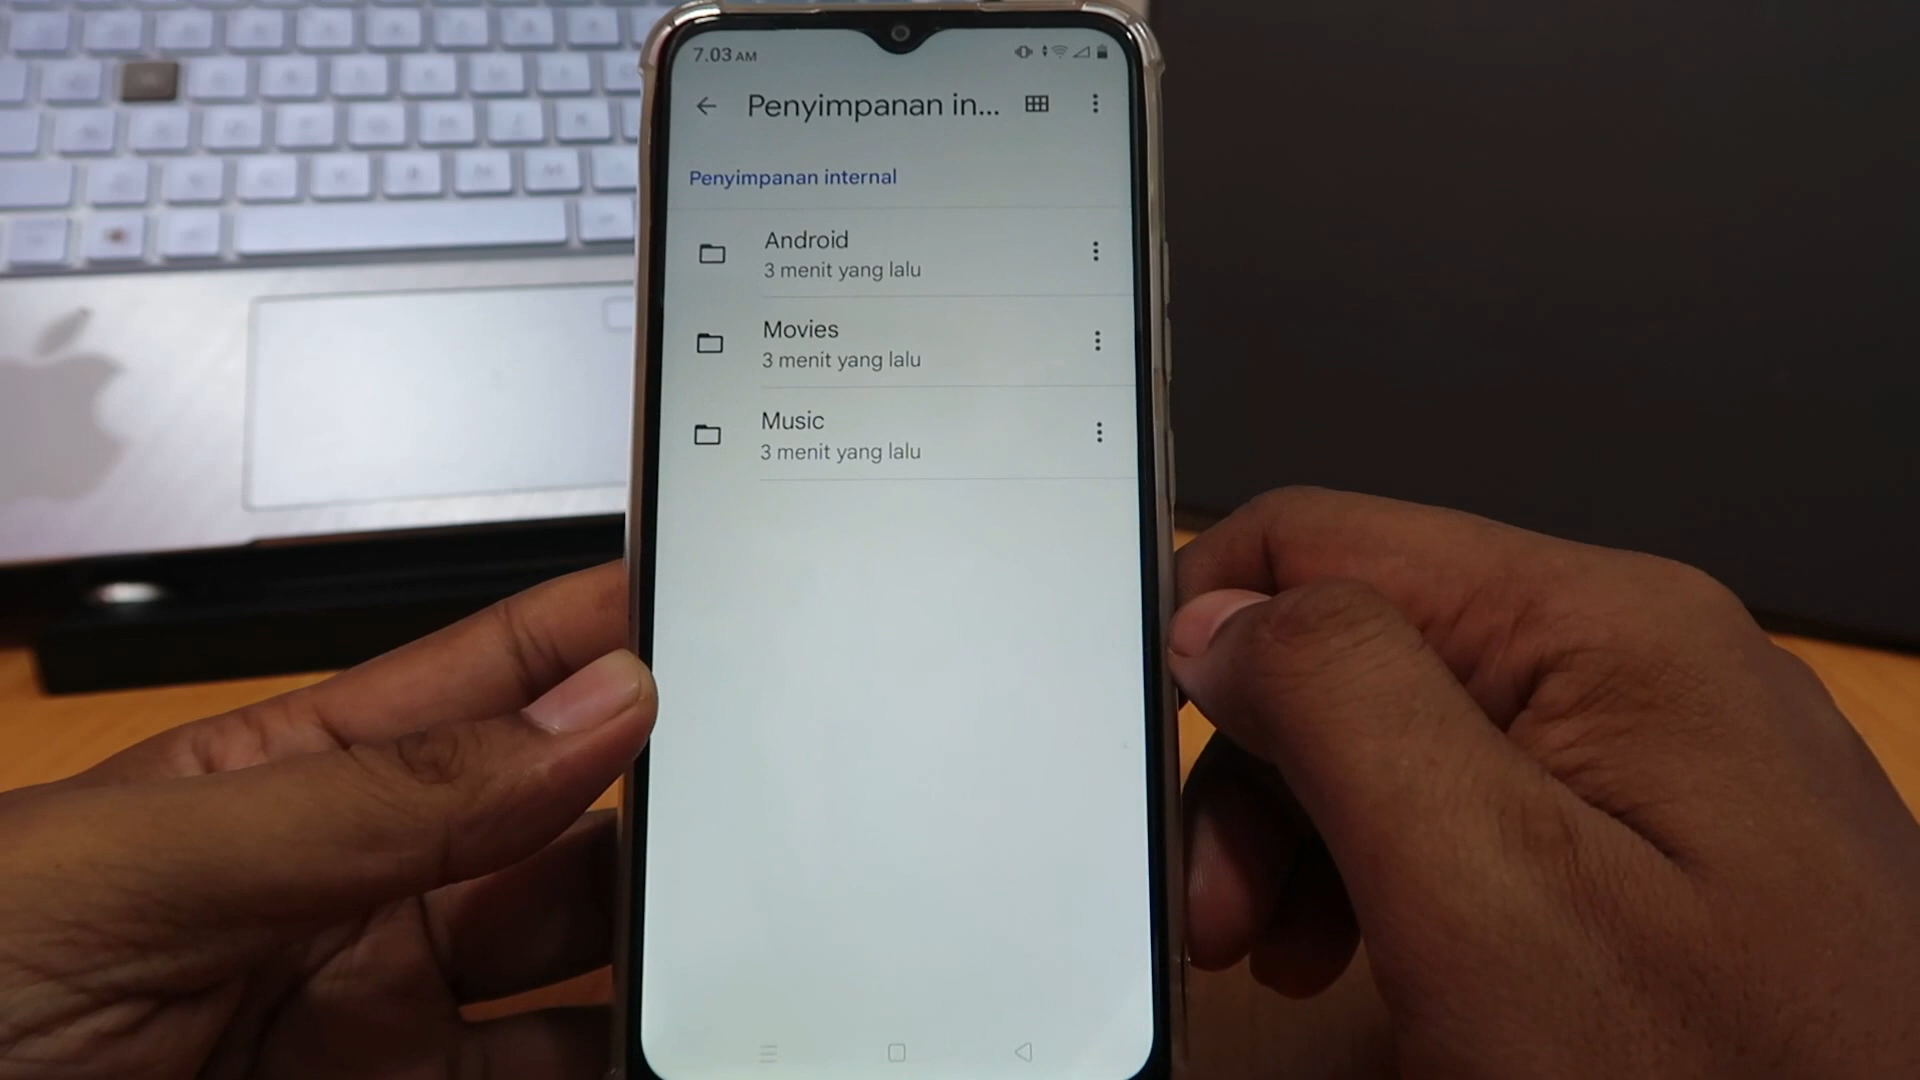 7.03 AM
Penyimpanan in...
Penyimpanan internal
Android
3 menit yang lalu
Movies
3 menit yang lalu
Music
3 menit yang lalu